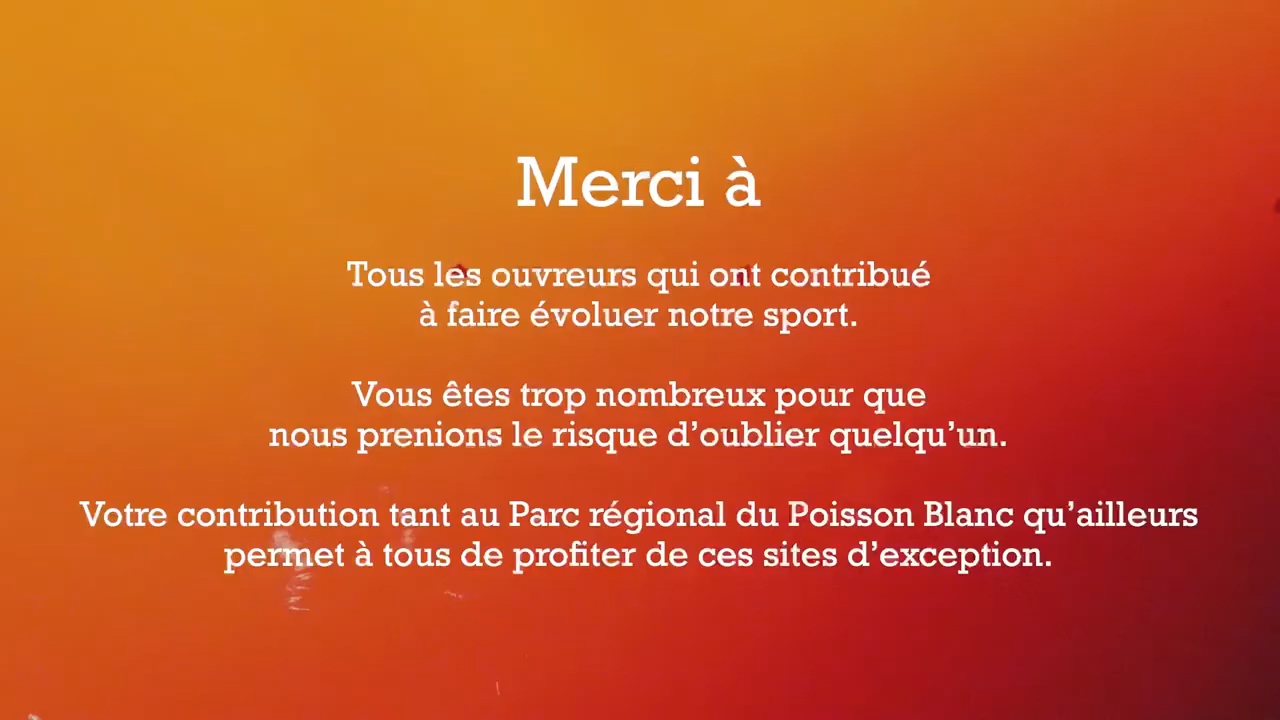 Merci à
Tous les ouvreurs qui ont contribué
à faire évoluer notre sport.
Vous êtes trop nombreux pour que
nous prenions le risque d’oublier quelqu’un.
Votre contribution tant au Parc régional du Poisson Blanc qu’ailleurs
permet à tous de profiter de ces sites d’exception.